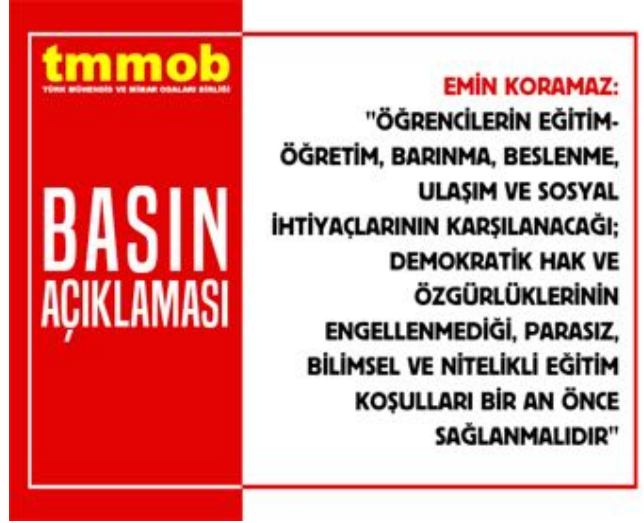 tmmob
TÜRK MÜHENDİS VE MİMAR ODALARI BİRLİĞİ
BASIN
AÇIKLAMASI
EMİN KORAMAZ:
"ÖĞRENCİLERİN EĞİTİM-
ÖĞRETİM, BARINMA, BESLENME,
ULAŞIM VE SOSYAL
İHTİYAÇLARININ KARŞILANACAĞI;
DEMOKRATİK HAK VE
ÖZGÜRLÜKLERİNİN
ENGELLENMEDİĞİ, PARASIZ,
BİLİMSEL VE NİTELİKLİ EĞİTİM
KOŞULLARI BİR AN ÖNCE
SAĞLANMALIDIR"